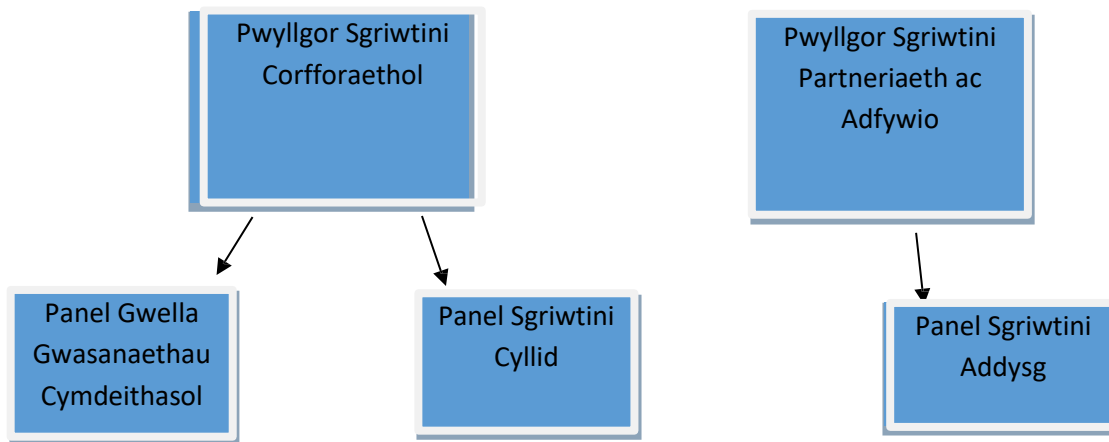 Pwyllgor Sgriwtini
Corfforaethol
Pwyllgor Sgriwtini
Partneriaeth ac
Adfywio
Panel Gwella
Gwasanaethau
Cymdeithasol
Panel Sgriwtini
Cyllid
Panel Sgriwtini
Addysg